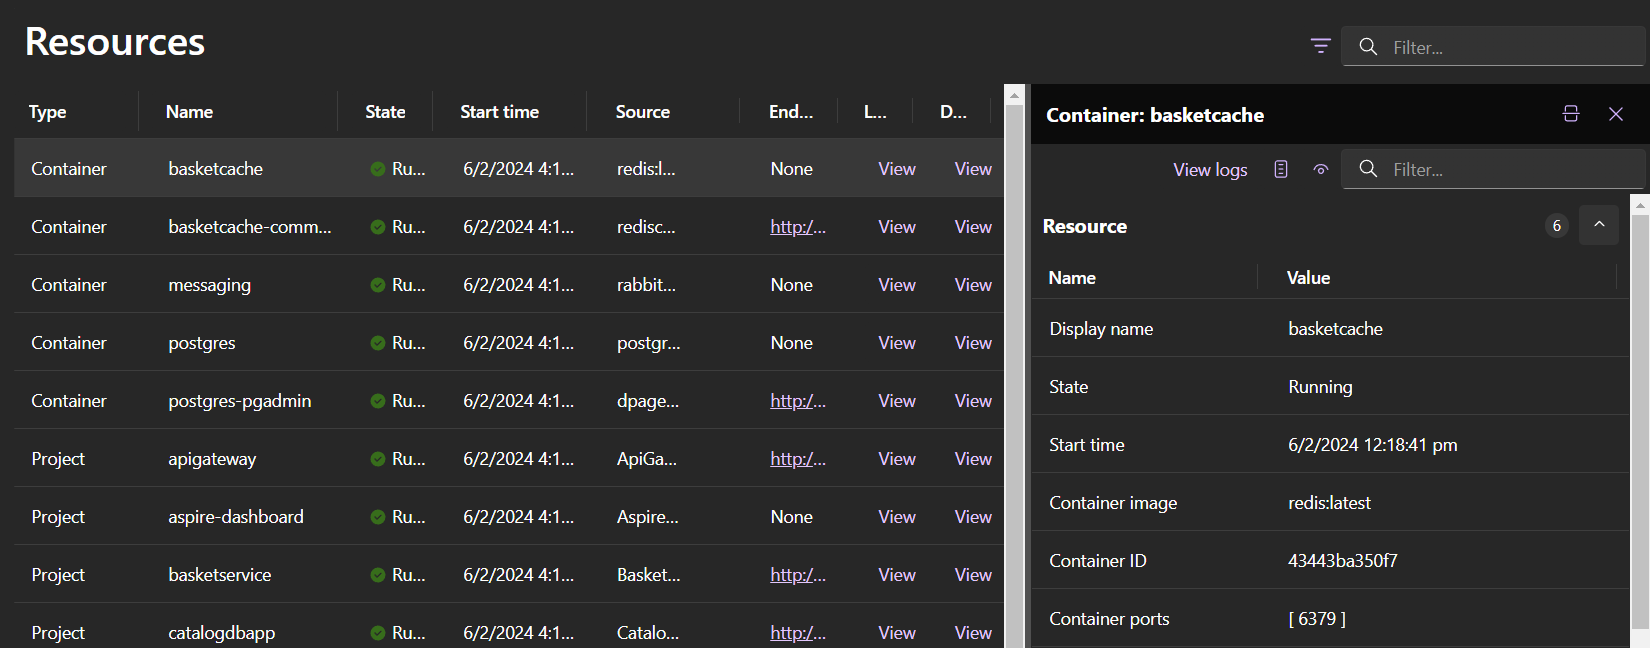 Resources
Filter...
Type Name State Start time Source End... L... D...
Container basketcache Ru... 6/2/2024 4:1... redis:l... None View View
Container basketcache-comm... Ru... 6/2/2024 4:1... redisc... http:/... View View
Container messaging Ru... 6/2/2024 4:1... rabbit... None View View
Container postgres Ru... 6/2/2024 4:1... postgr... None View View
Container postgres-pgadmin Ru... 6/2/2024 4:1... dpage... http:/... View View
Project apigateway Ru... 6/2/2024 4:1... ApiGa... http:/... View View
Project aspire-dashboard Ru... 6/2/2024 4:1... Aspire... None View View
Project basketservice Ru... 6/2/2024 4:1... Basket... http:/... View View
Project catalogdbapp Ru... 6/2/2024 4:1... Catalo... http:/... View View
Container: basketcache
View logs Filter...
Resource 6
Name Value
Display name basketcache
State Running
Start time 6/2/2024 12:18:41 pm
Container image redis:latest
Container ID 43443ba350f7
Container ports [ 6379 ]